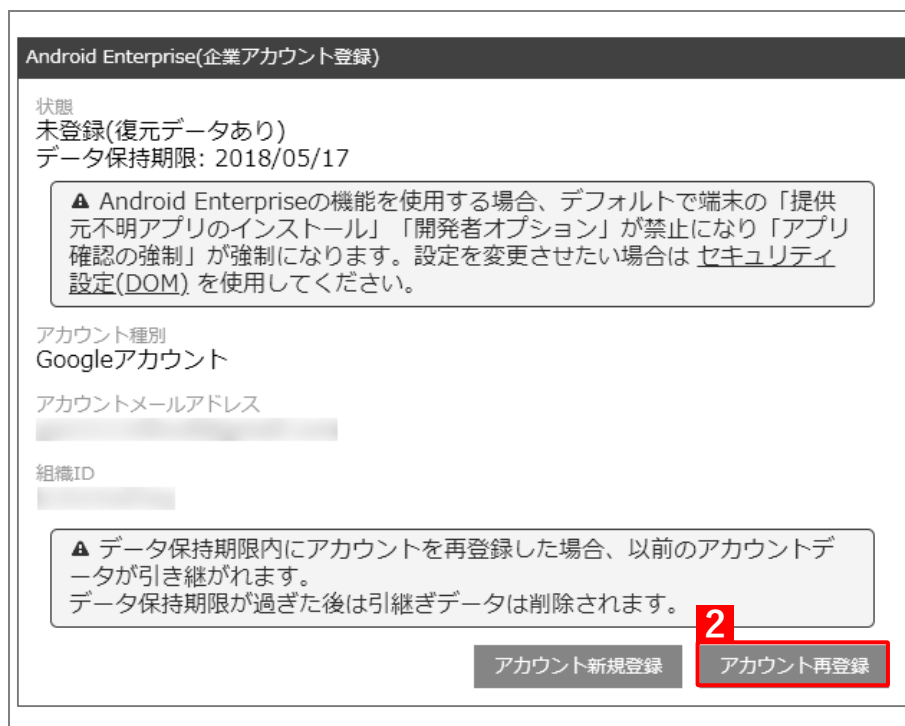 Android Enterprise(企業アカウント登録)
状態
未登録(復元データあり)
データ保持期限: 2018/05/17
▲ Android Enterpriseの機能を使用する場合、デフォルトで端末の「提供
元不明アプリのインストール」「開発者オプション」が禁止になり「アプリ
確認の強制」が強制になります。設定を変更させたい場合は セキュリティ
設定(DOM) を使用してください。
アカウント種別
Googleアカウント
アカウントメールアドレス
組織ID
▲ データ保持期限内にアカウントを再登録した場合、以前のアカウントデ
ータが引き継がれます。
データ保持期限が過ぎた後は引継ぎデータは削除されます。
2
アカウント新規登録 アカウント再登録